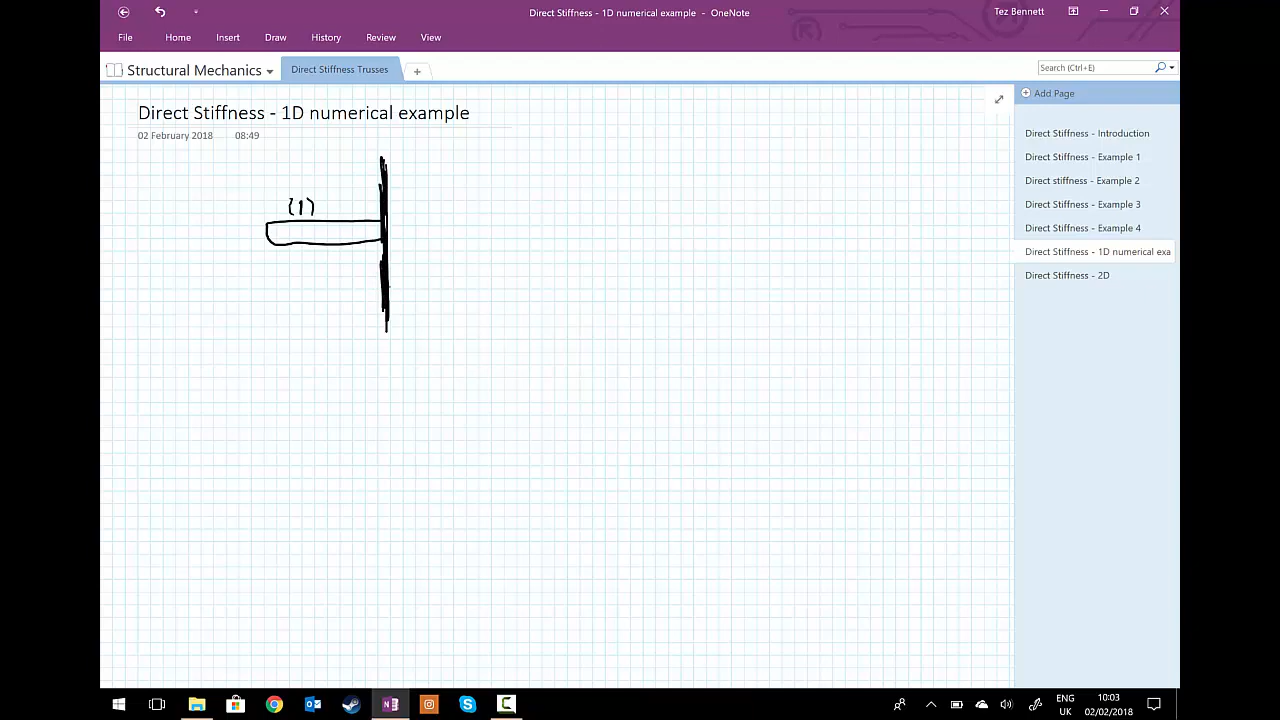 Direct Stiffness - 1D numerical example - OneNote
Tez Bennett
File Home Insert Draw History Review View
Structural Mechanics
Direct Stiffness Trusses
Search (Ctrl+E)
Direct Stiffness - 1D numerical example
02 February 2018 08:49
(1)
Add Page
Direct Stiffness - Introduction
Direct Stiffness - Example 1
Direct stiffness - Example 2
Direct Stiffness - Example 3
Direct Stiffness - Example 4
Direct Stiffness - 1D numerical exa
Direct Stiffness - 2D
ENG
UK
10:03
02/02/2018